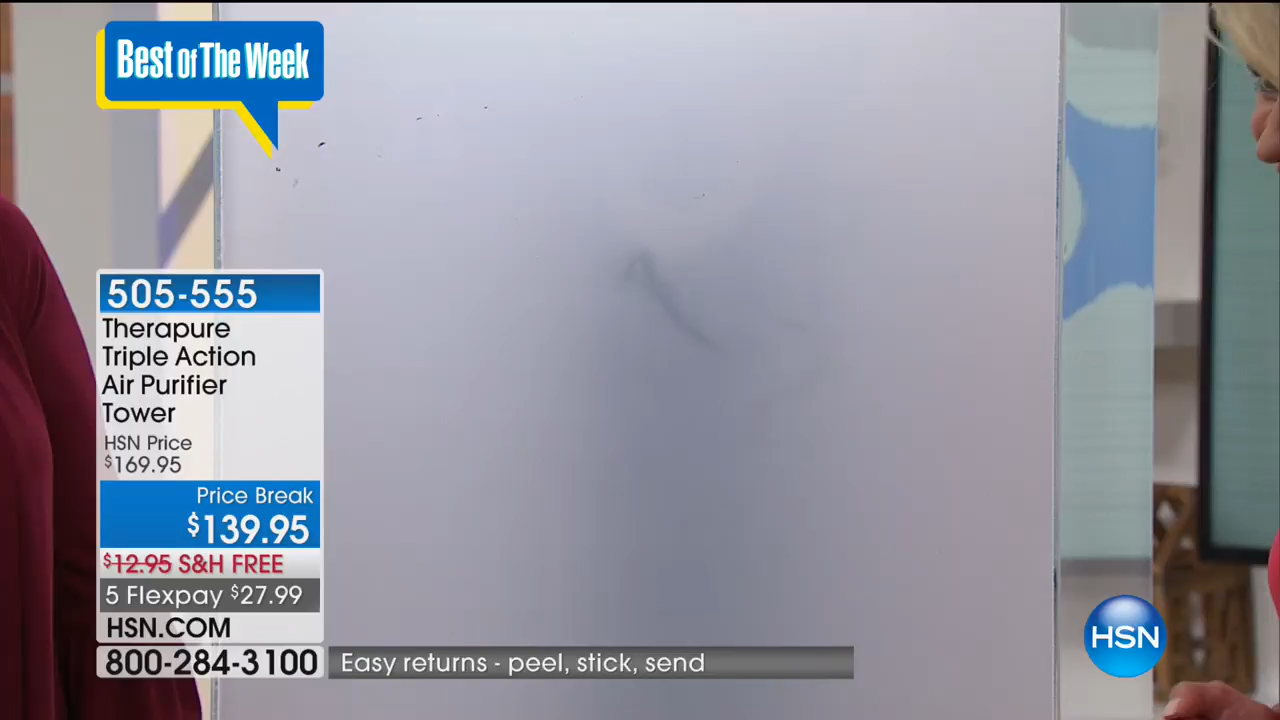 Best of The Week
505-555
Therapure
Triple Action
Air Purifier
Tower
HSN Price
$169.95
Price Break
$139.95
$12.95 S&H FREE
5 Flexpay $27.99
HSN.COM
800-284-3100
Easy returns - peel, stick, send
HSN